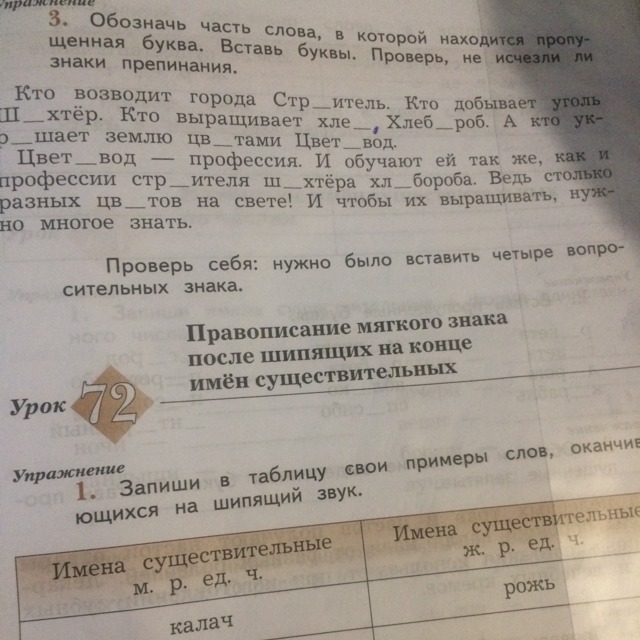 Упражнение
3. Обозначь часть слова, в которой находится пропу-
щенная буква. Вставь буквы. Проверь, не исчезли ли
знаки препинания.
Кто возводит города Стр_итель. Кто добывает уголь
Ш_хтёр. Кто выращивает хле_, Хлеб_роб. А кто ук-
р_шает землю цв_тами Цвет_вод.
Цвет_вод — профессия. И обучают ей так же, как и
профессии стр_ителя ш_хтёра хл_бороба. Ведь столько
разных цв_тов на свете! И чтобы их выращивать, нуж-
но многое знать.
Проверь себя: нужно было вставить четыре вопро-
сительных знака.
Правописание мягкого знака
после шипящих на конце
имён существительных
Урок 72
Упражнение
1. Запиши в таблицу свои примеры слов, оканчив
ающихся на шипящий звук.
Имена существительные
м. р. ед. ч.
Имена существительные
ж. р. ед. ч.
калач
рожь